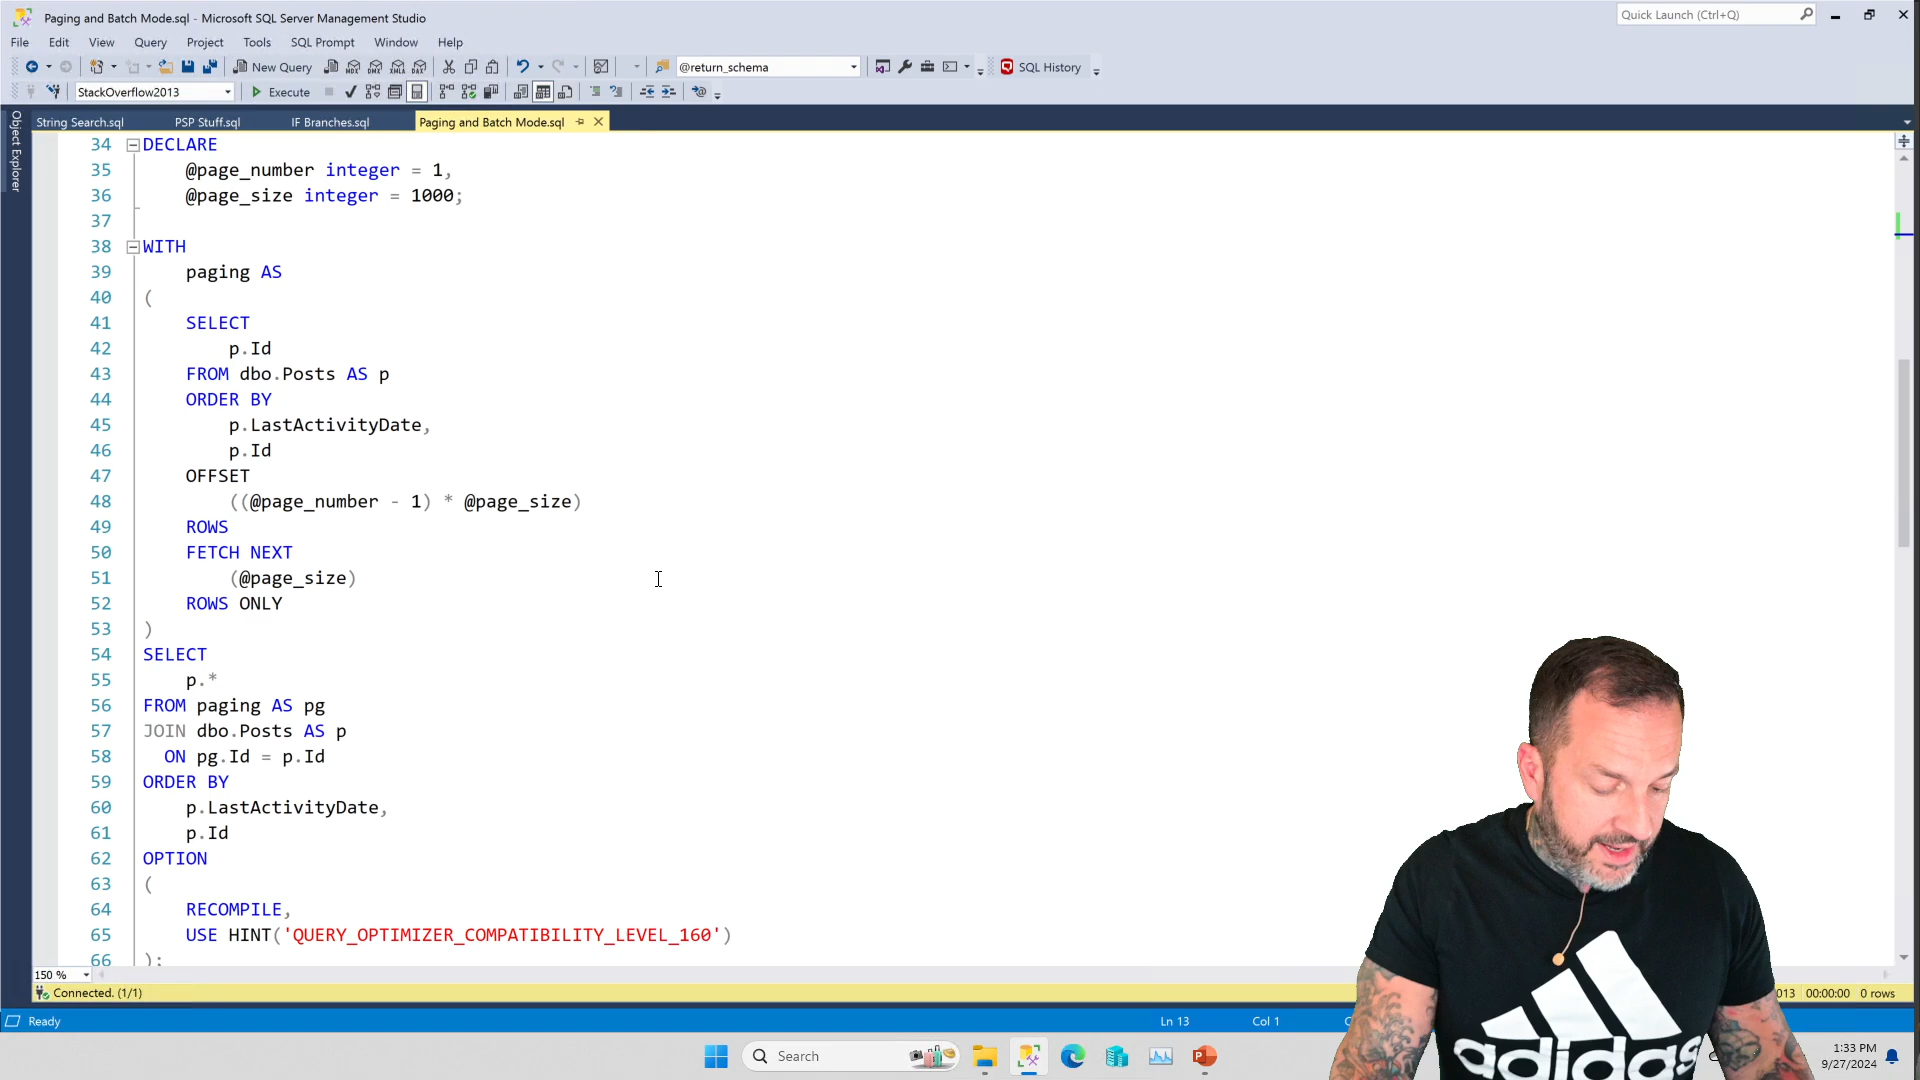 Paging and Batch Mode.sql - Microsoft SQL Server Management Studio
Quick Launch (Ctrl+Q)
File Edit View Query Project Tools SQL Prompt Window Help
New Query
MDX DMX XMLA DAX
@return_schema
SQL History
StackOverflow2013
Execute
Object Explorer
String Search.sql
PSP Stuff.sql
IF Branches.sql
Paging and Batch Mode.sql
34 DECLARE
35 @page_number integer = 1,
36 @page_size integer = 1000;
37
38 WITH
39 paging AS
40 (
41 SELECT
42 p.Id
43 FROM dbo.Posts AS p
44 ORDER BY
45 p.LastActivityDate,
46 p.Id
47 OFFSET
48 ((@page_number - 1) * @page_size)
49 ROWS
50 FETCH NEXT
51 (@page_size)
52 ROWS ONLY
53 )
54 SELECT
55 p.*
56 FROM paging AS pg
57 JOIN dbo.Posts AS p
58 ON pg.Id = p.Id
59 ORDER BY
60 p.LastActivityDate,
61 p.Id
62 OPTION
63 (
64 RECOMPILE,
65 USE HINT('QUERY_OPTIMIZER_COMPATIBILITY_LEVEL_160')
66 );
150 %
Connected. (1/1)
013 00:00:00 0 rows
Ready
Ln 13
Col 1
Search
1:33 PM
9/27/2024
adidas